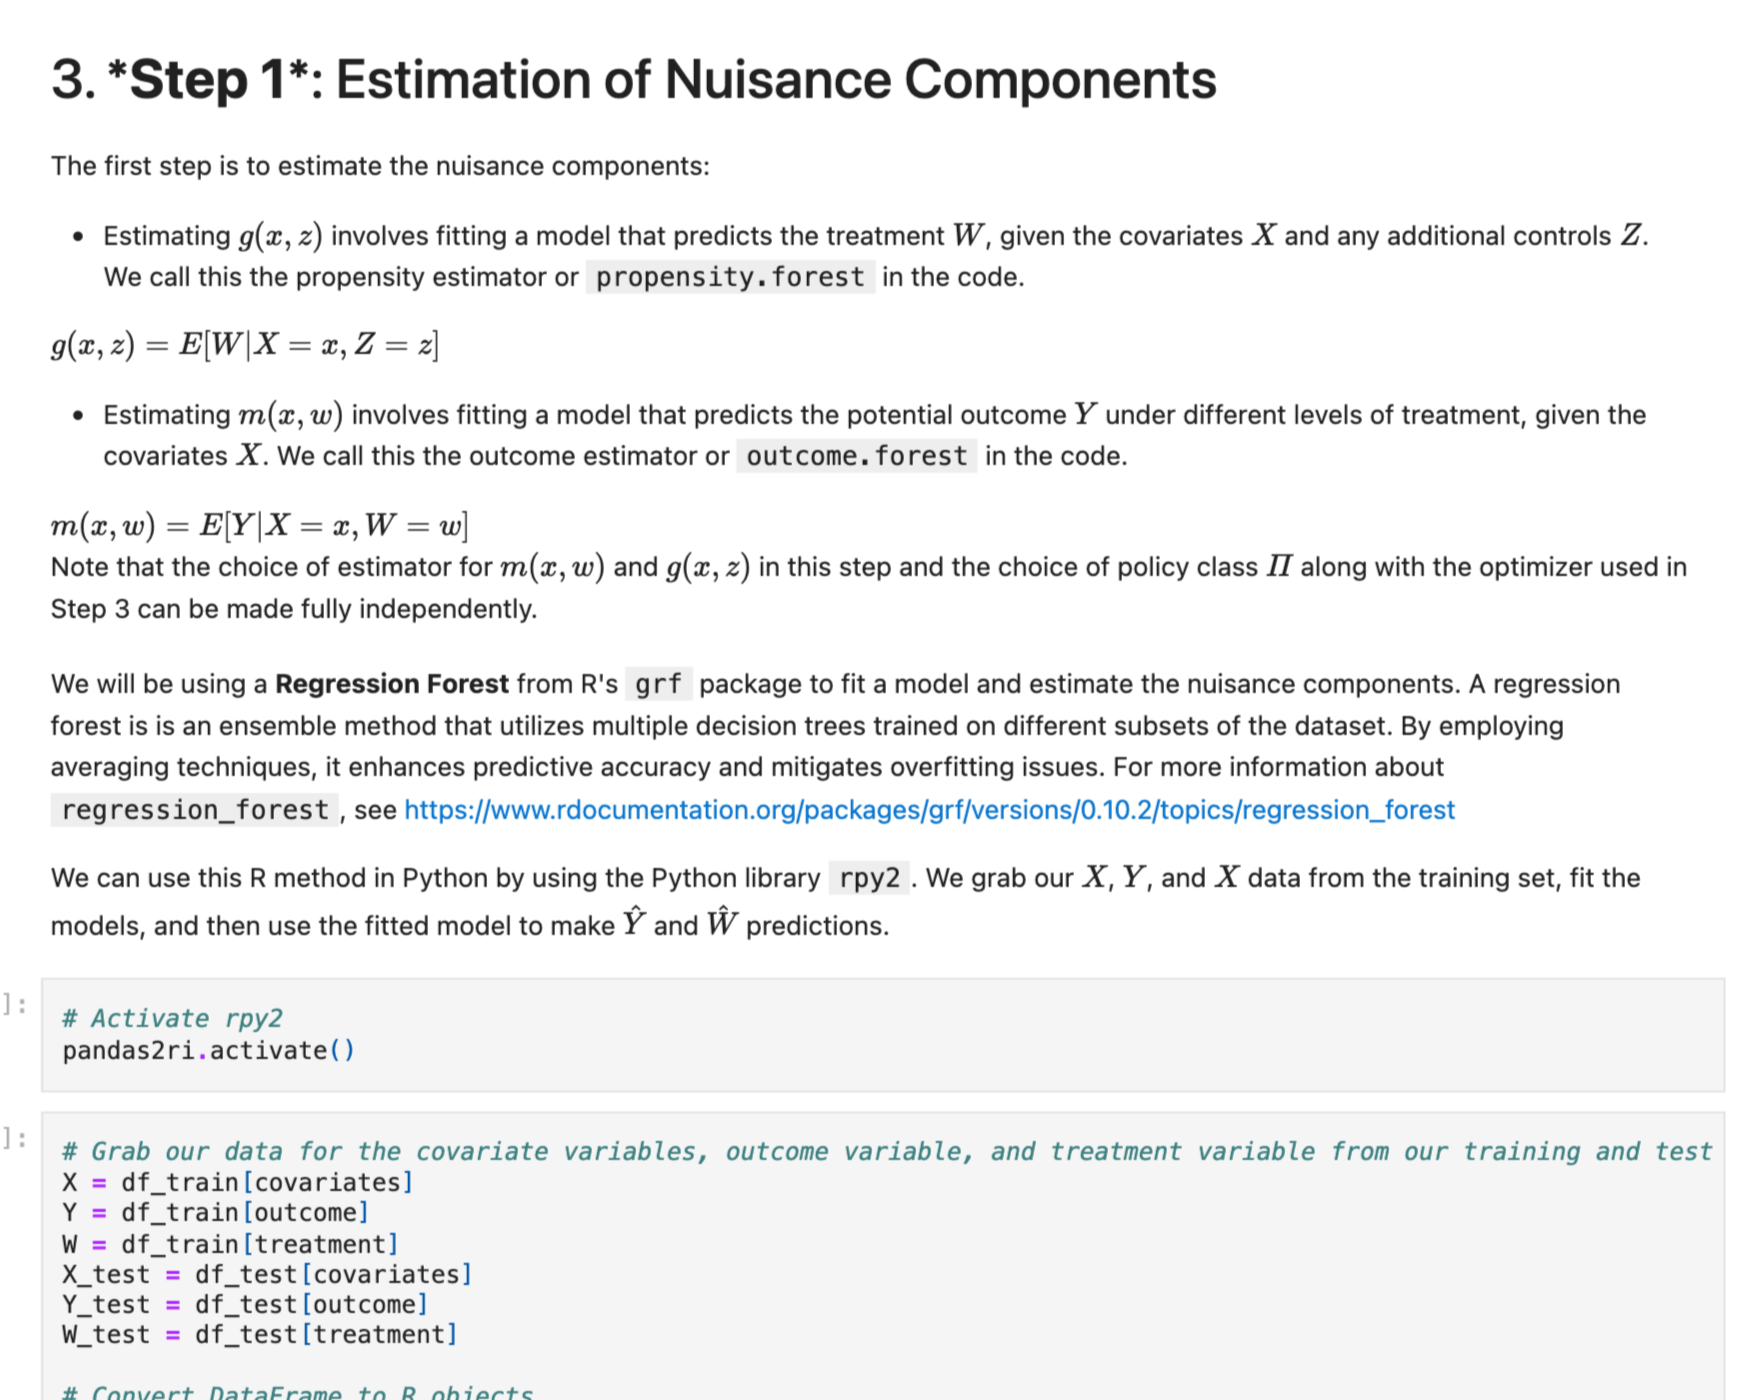 3. *Step 1*: Estimation of Nuisance Components
The first step is to estimate the nuisance components:
• Estimating g(x, z) involves fitting a model that predicts the treatment W, given the covariates X and any additional controls Z.
We call this the propensity estimator or propensity.forest in the code.
g(x, z) = E[W|X = x, Z = z]
• Estimating m(x, w) involves fitting a model that predicts the potential outcome Y under different levels of treatment, given the
covariates X. We call this the outcome estimator or outcome.forest in the code.
m(x, w) = E[Y|X = x, W = w]
Note that the choice of estimator for m(x, w) and g(x, z) in this step and the choice of policy class Π along with the optimizer used in
Step 3 can be made fully independently.
We will be using a Regression Forest from R's grf package to fit a model and estimate the nuisance components. A regression
forest is is an ensemble method that utilizes multiple decision trees trained on different subsets of the dataset. By employing
averaging techniques, it enhances predictive accuracy and mitigates overfitting issues. For more information about
regression_forest , see https://www.rdocumentation.org/packages/grf/versions/0.10.2/topics/regression_forest
We can use this R method in Python by using the Python library rpy2 . We grab our X, Y, and X data from the training set, fit the
models, and then use the fitted model to make Ŷ and Ŵ predictions.
]:
# Activate rpy2
pandas2ri.activate()
]:
# Grab our data for the covariate variables, outcome variable, and treatment variable from our training and test
X = df_train[covariates]
Y = df_train[outcome]
W = df_train[treatment]
X_test = df_test[covariates]
Y_test = df_test[outcome]
W_test = df_test[treatment]
# Convert DataFrame to R objects